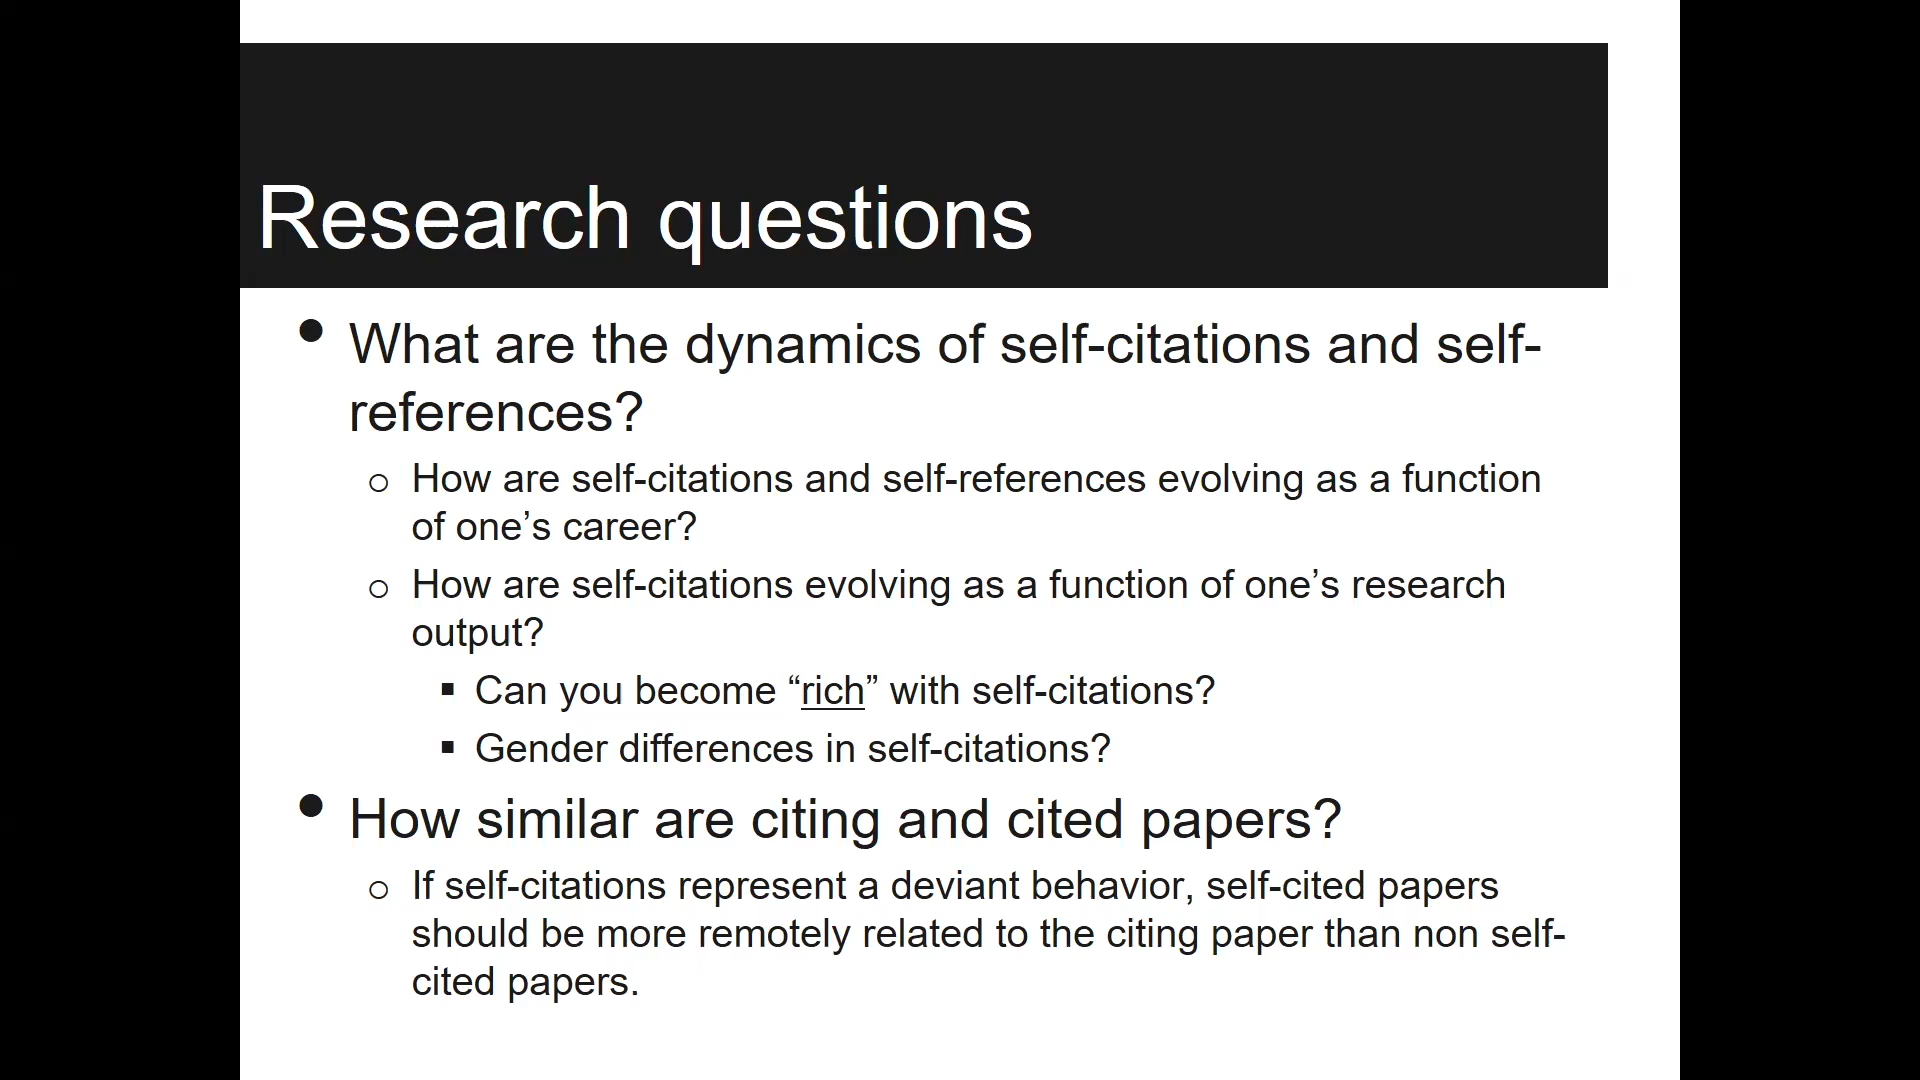 Research questions
What are the dynamics of self-citations and self-
references?
How are self-citations and self-references evolving as a function
of one’s career?
How are self-citations evolving as a function of one’s research
output?
Can you become “rich” with self-citations?
Gender differences in self-citations?
How similar are citing and cited papers?
If self-citations represent a deviant behavior, self-cited papers
should be more remotely related to the citing paper than non self-
cited papers.